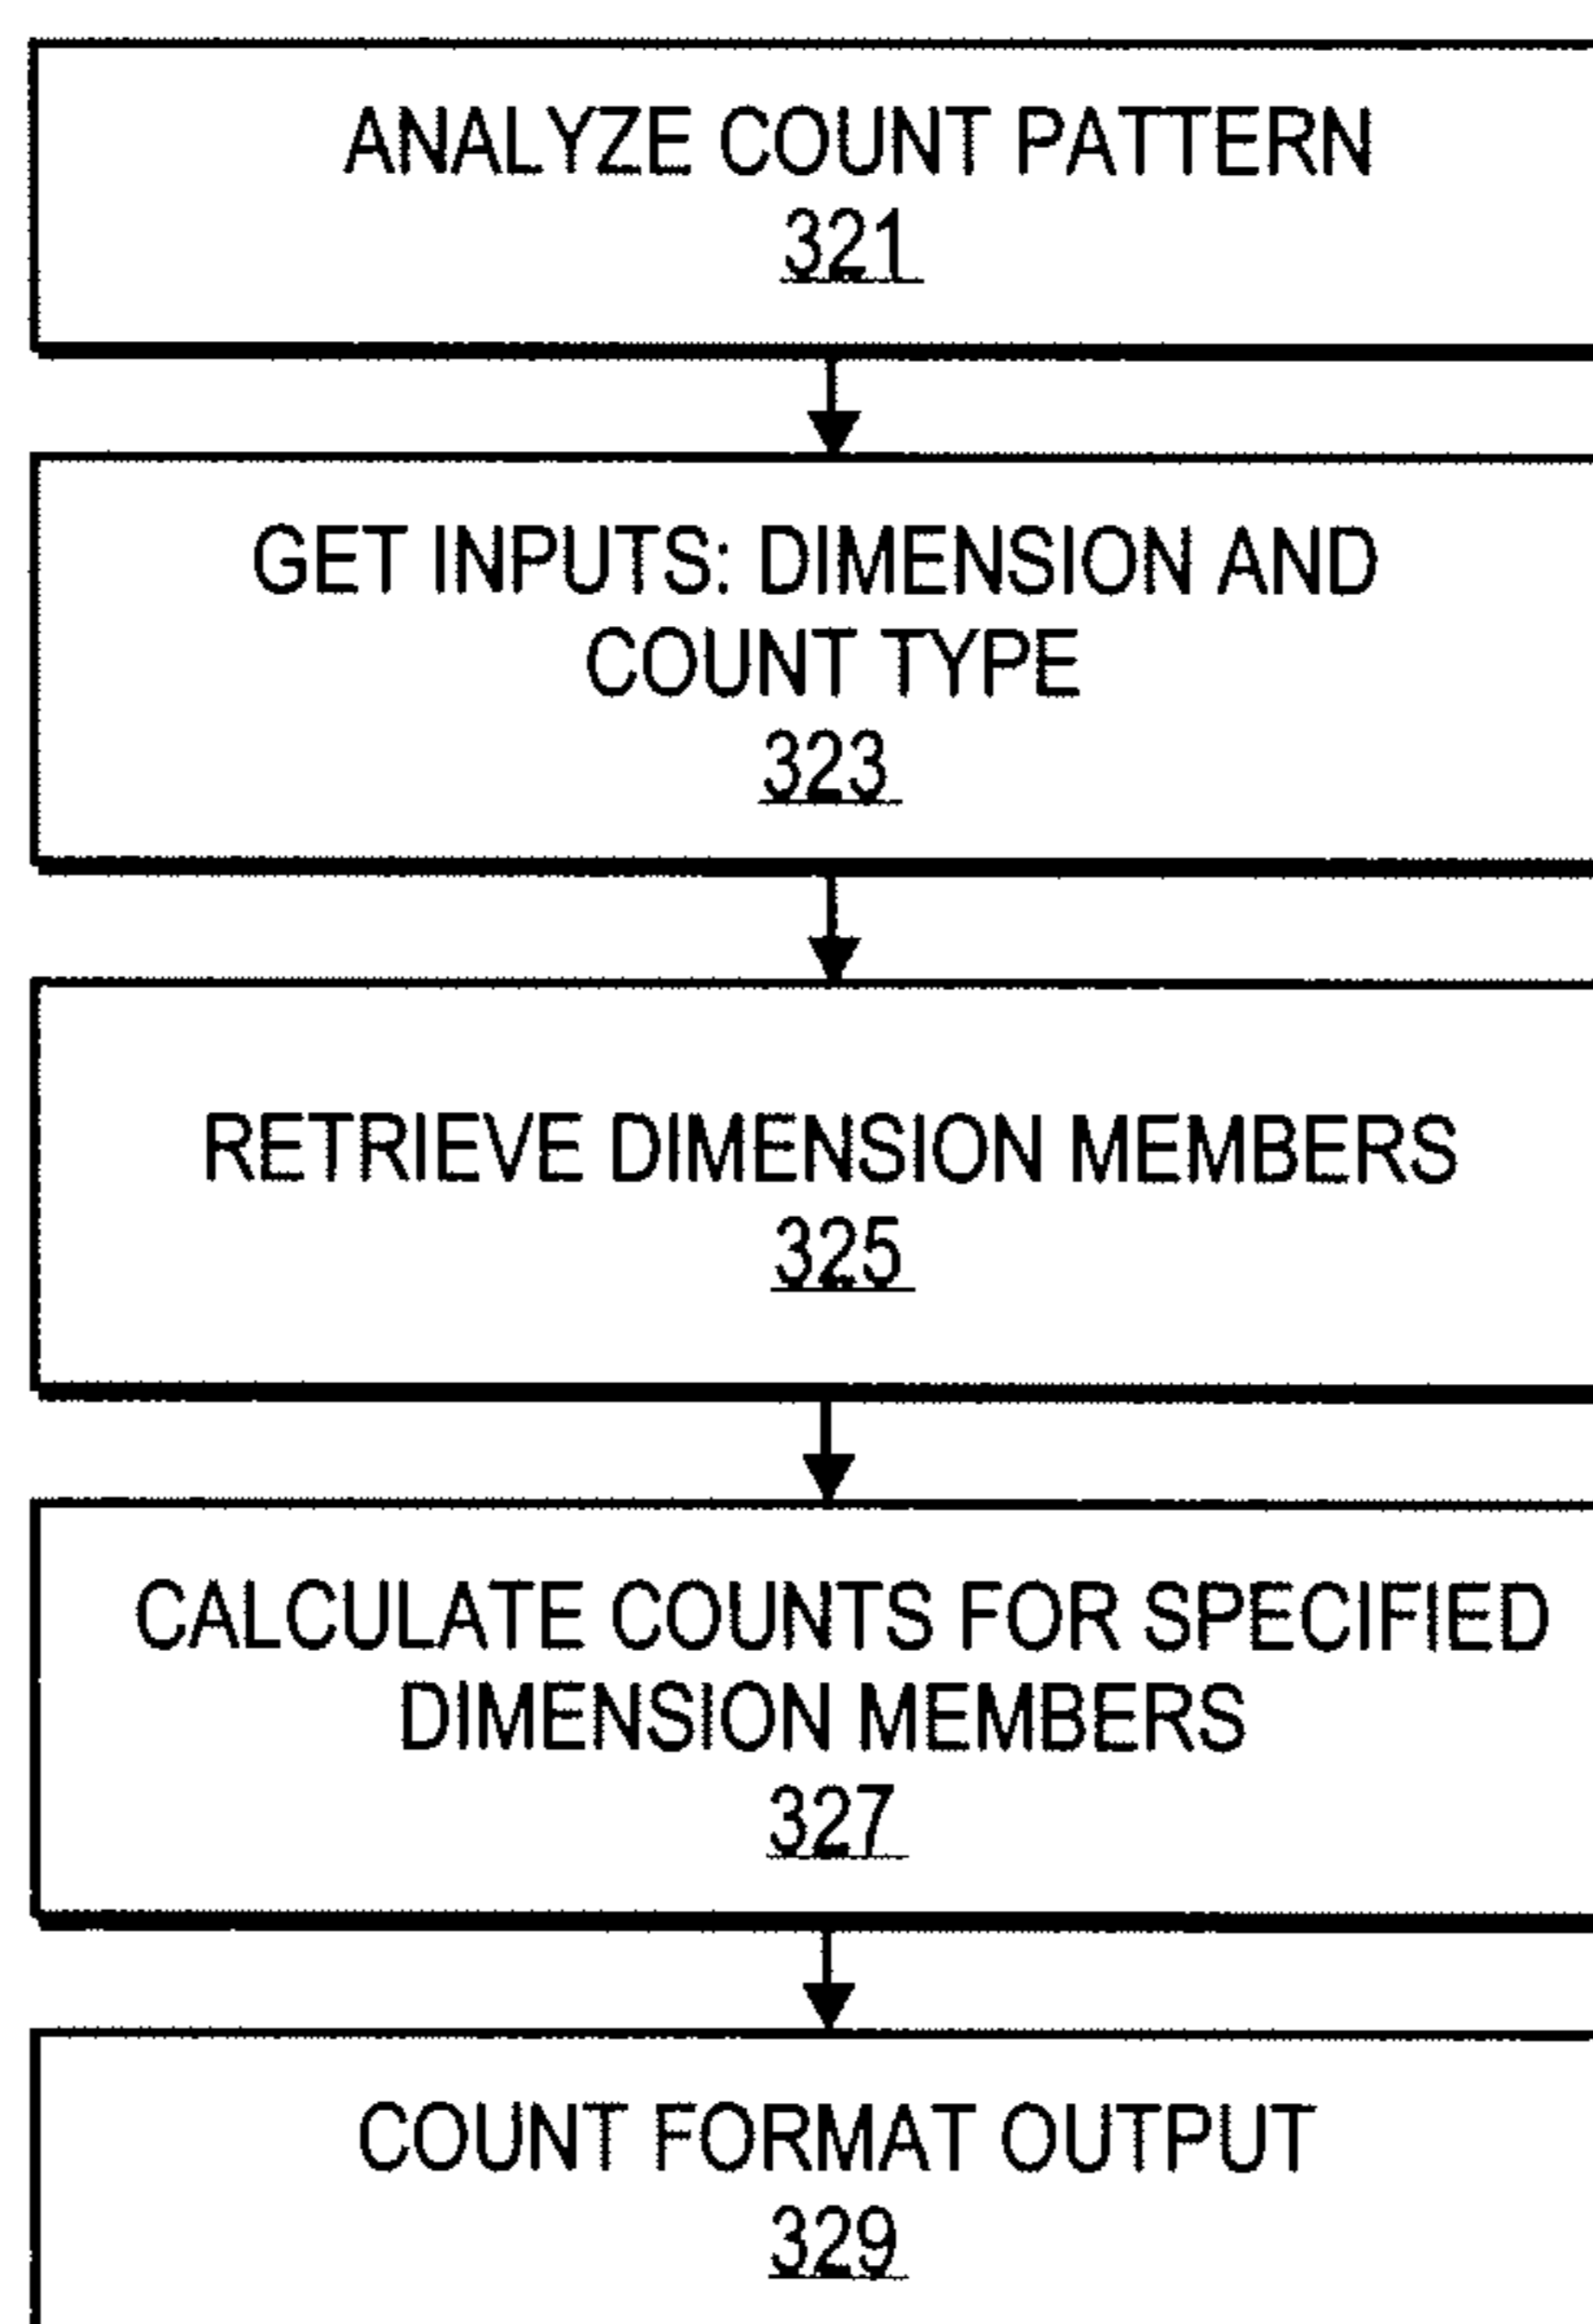 ANALYZE COUNT PATTERN
321
GET INPUTS: DIMENSION AND
COUNT TYPE
323
RETRIEVE DIMENSION MEMBERS
325
CALCULATE COUNTS FOR SPECIFIED
DIMENSION MEMBERS
327
COUNT FORMAT OUTPUT
329